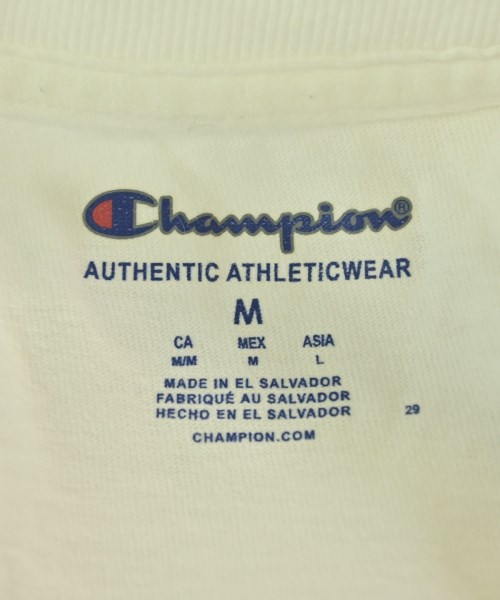 Champion®
AUTHENTIC ATHLETICWEAR
M
CA MEX ASIA
M/M M L
MADE IN EL SALVADOR
FABRIQUÉ AU SALVADOR
HECHO EN EL SALVADOR 29
CHAMPION.COM